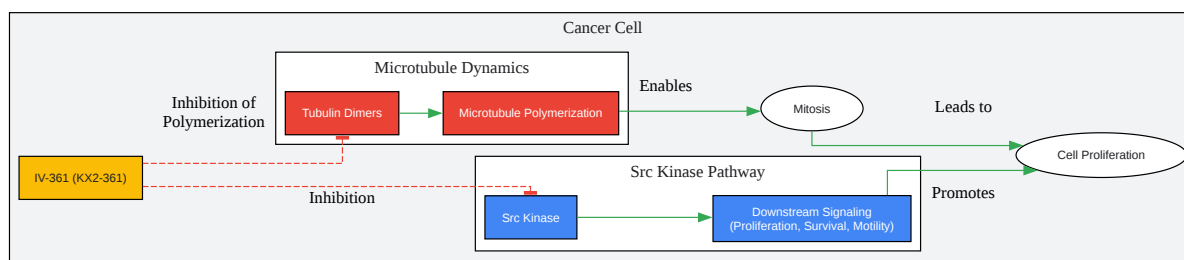 Cancer Cell
Microtubule Dynamics
Inhibition of
Polymerization
Tubulin Dimers
Microtubule Polymerization
Enables
Mitosis
Leads to
Cell Proliferation
IV-361 (KX2-361)
Inhibition
Src Kinase Pathway
Src Kinase
Downstream Signaling
(Proliferation, Survival, Motility)
Promotes